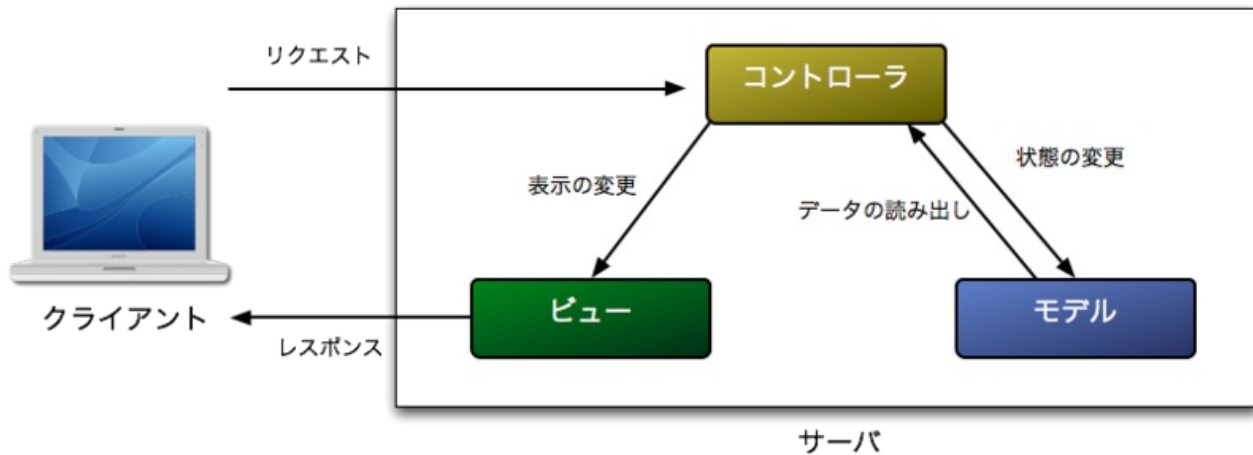 リクエスト
コントローラ
表示の変更
状態の変更
データの読み出し
クライアント
レスポンス
ビュー
モデル
サーバ